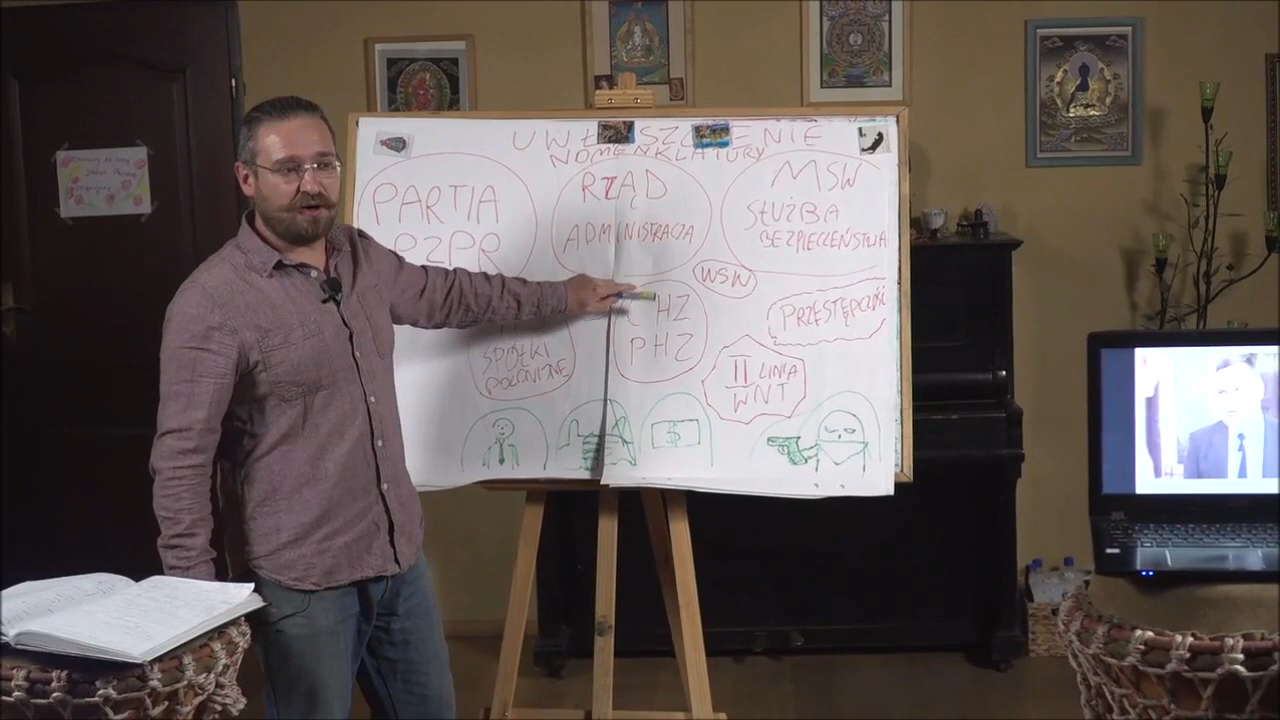 UWŁASZCZENIE
NOMENKLATURY
PARTIA
PZPR
RZĄD
ADMINISTRACJA
MSW
SŁUŻBA
BEZPIECZEŃSTWA
WSW
CHZ
PHZ
PRZESTĘPCZOŚĆ
SPÓŁKI
POLONIJNE
II LINIA
WNT
$